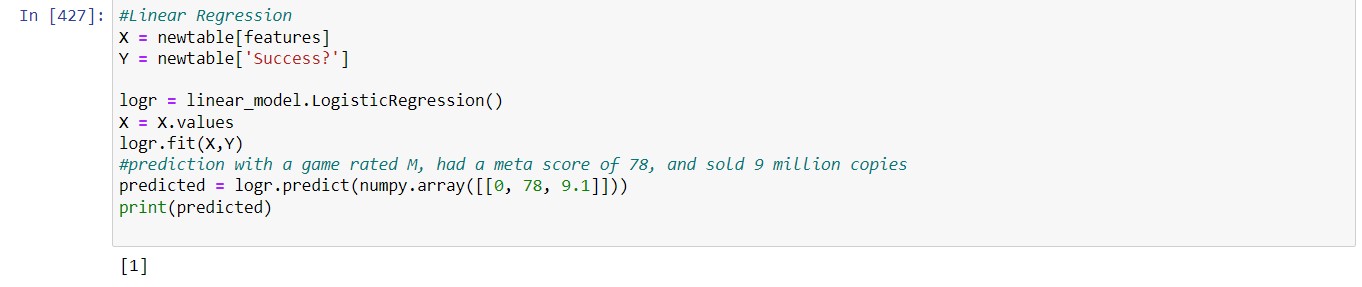 In [427]: #Linear Regression
X = newtable[features]
Y = newtable['Success?']
logr = linear_model.LogisticRegression()
X = X.values
logr.fit(X,Y)
#prediction with a game rated M, had a meta score of 78, and sold 9 million copies
predicted = logr.predict(numpy.array([[0, 78, 9.1]]))
print(predicted)
[1]